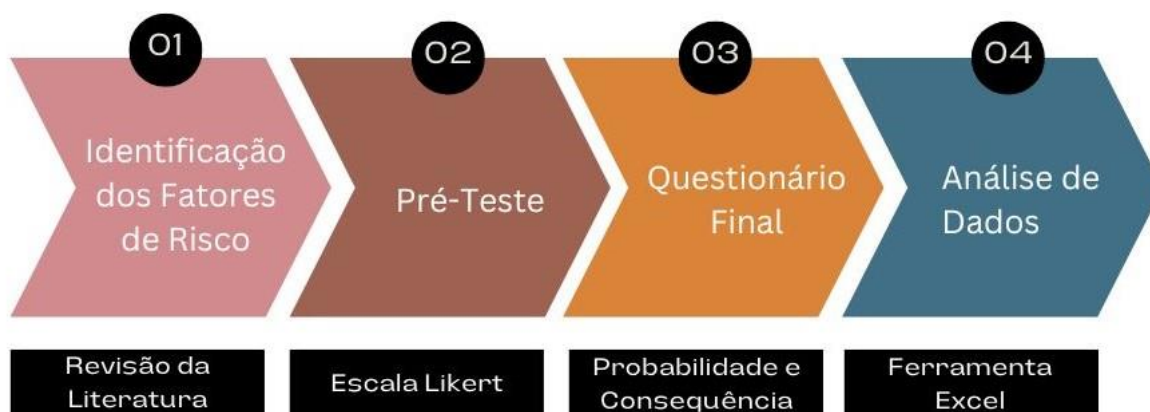 01
Identificação
dos Fatores
de Risco
Revisão da
Literatura
02
Pré-Teste
Escala Likert
03
Questionário
Final
Probabilidade e
Consequência
04
Análise de
Dados
Ferramenta
Excel